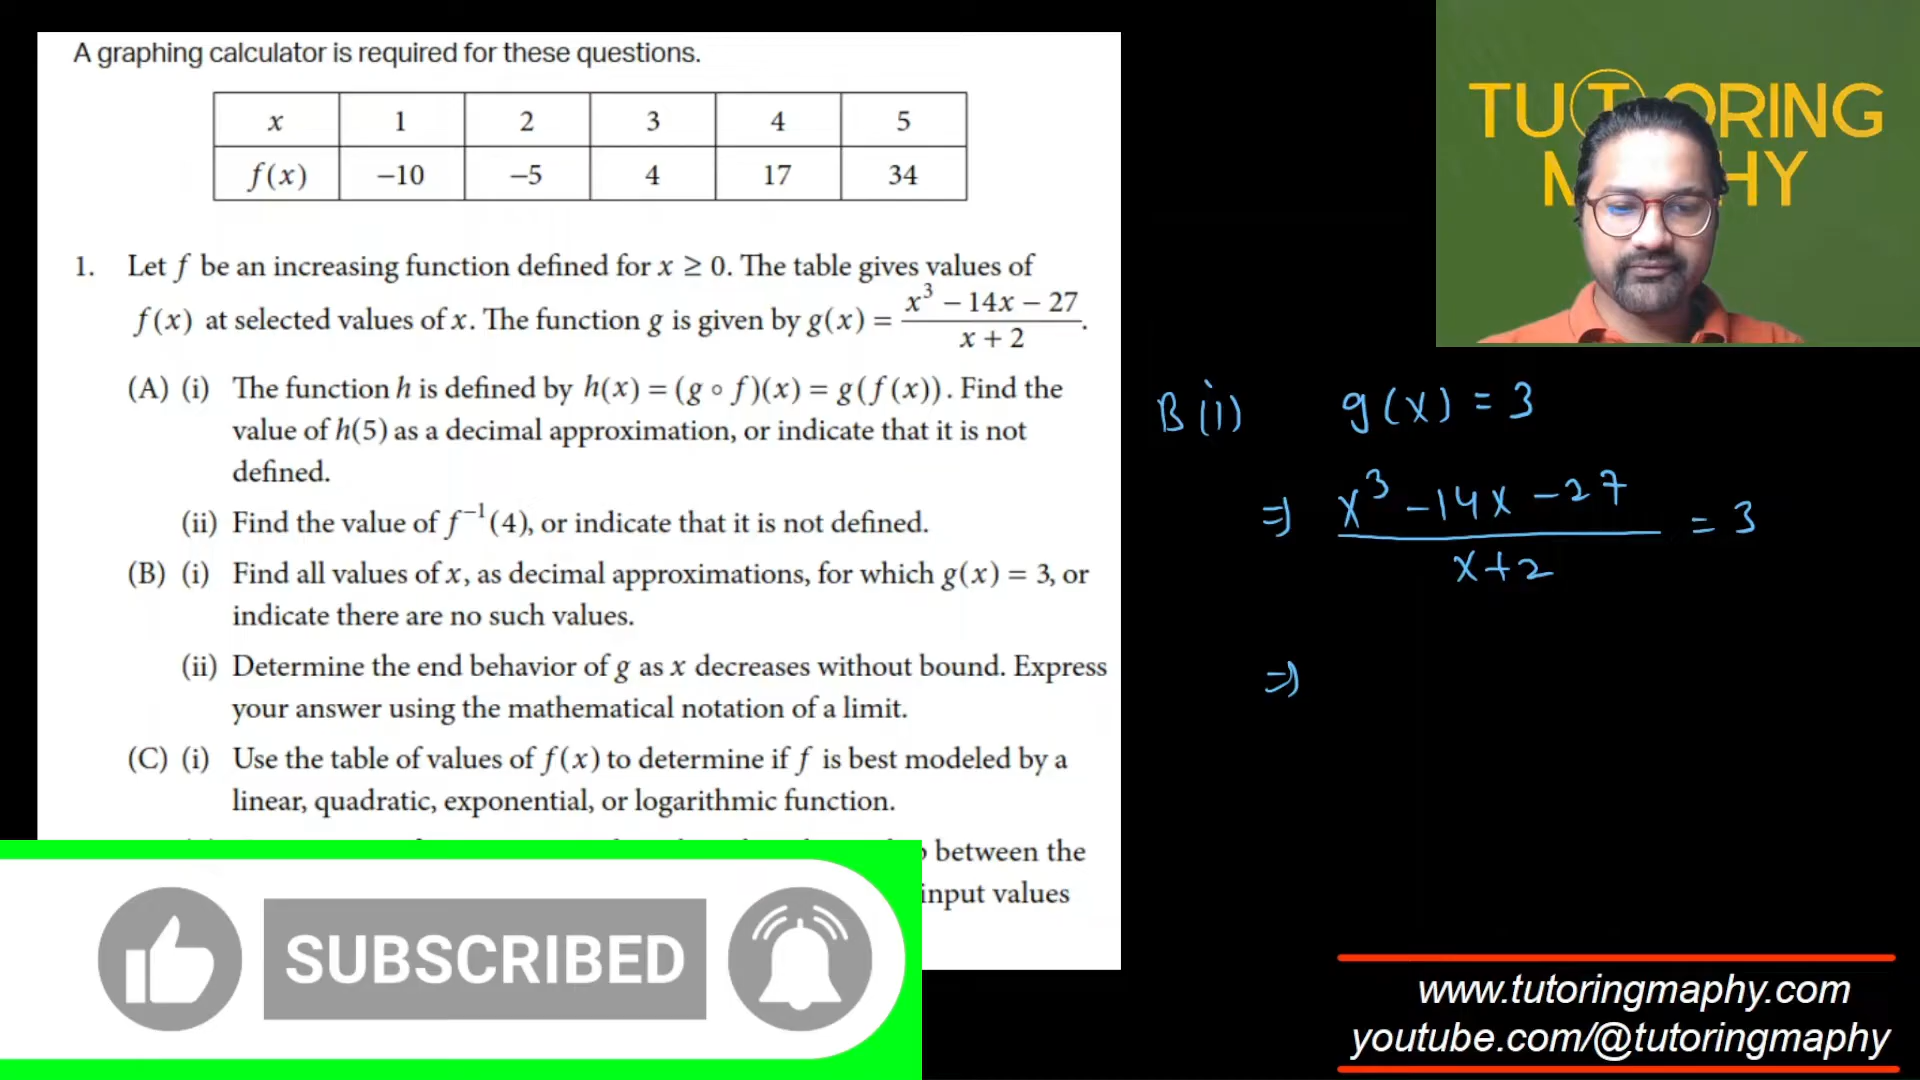 A graphing calculator is required for these questions.
x 1 2 3 4 5
f(x) −10 −5 4 17 34
1. Let f be an increasing function defined for x ≥ 0. The table gives values of
f(x) at selected values of x. The function g is given by g(x) = (x³ − 14x − 27)/(x + 2).
(A) (i) The function h is defined by h(x) = (g ∘ f)(x) = g(f(x)). Find the
value of h(5) as a decimal approximation, or indicate that it is not
defined.
(ii) Find the value of f⁻¹(4), or indicate that it is not defined.
(B) (i) Find all values of x, as decimal approximations, for which g(x) = 3, or
indicate there are no such values.
(ii) Determine the end behavior of g as x decreases without bound. Express
your answer using the mathematical notation of a limit.
(C) (i) Use the table of values of f(x) to determine if f is best modeled by a
linear, quadratic, exponential, or logarithmic function.
between the
input values
SUBSCRIBED
TUTORING
M HY
B (i) g(x) = 3
⇒ (x³ − 14x − 27)/(x+2) = 3
⇒
www.tutoringmaphy.com
youtube.com/@tutoringmaphy